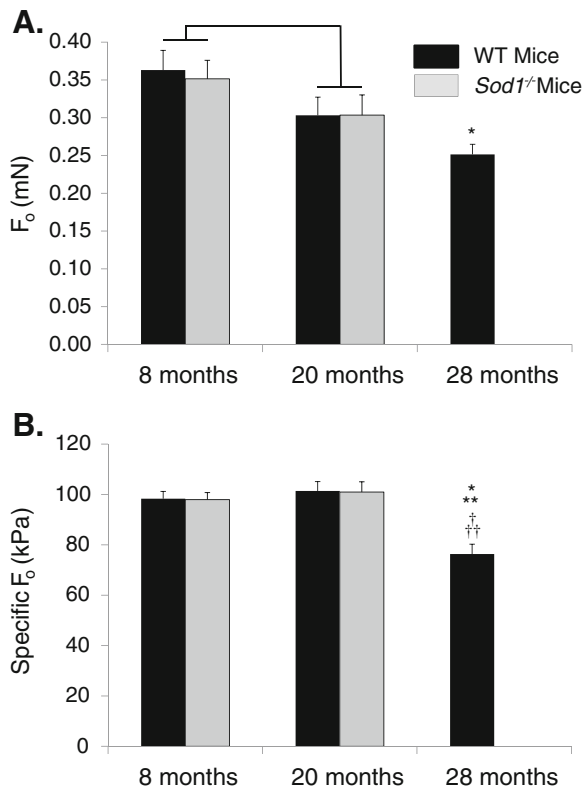 A.
0.40
0.35
0.30
0.25
0.20
0.15
0.10
0.05
0.00
Fo (mN)
WT Mice
Sod1-/-Mice
*
8 months
20 months
28 months
B.
120
100
80
60
40
20
0
Specific Fo (kPa)
*
**
†
††
8 months
20 months
28 months